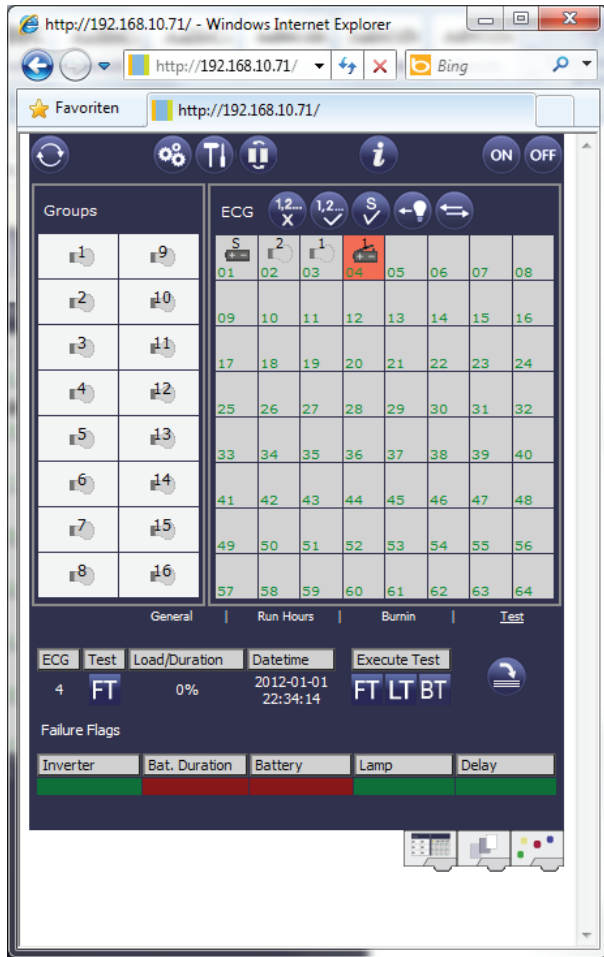 http://192.168.10.71/ - Windows Internet Explorer
http://192.168.10.71/
Bing
Favoriten
http://192.168.10.71/
TI
i
ON
OFF
Groups
ECG
1,2...
X
1,2...
S
1
9
2
10
3
11
4
12
5
13
6
14
7
15
8
16
S
2
1
1
01 02 03 04 05 06 07 08
09 10 11 12 13 14 15 16
17 18 19 20 21 22 23 24
25 26 27 28 29 30 31 32
33 34 35 36 37 38 39 40
41 42 43 44 45 46 47 48
49 50 51 52 53 54 55 56
57 58 59 60 61 62 63 64
General | Run Hours | Burnin | Test
ECG Test Load/Duration Datetime Execute Test
4 FT 0% 2012-01-01 22:34:14 FT LT BT
Failure Flags
Inverter Bat. Duration Battery Lamp Delay